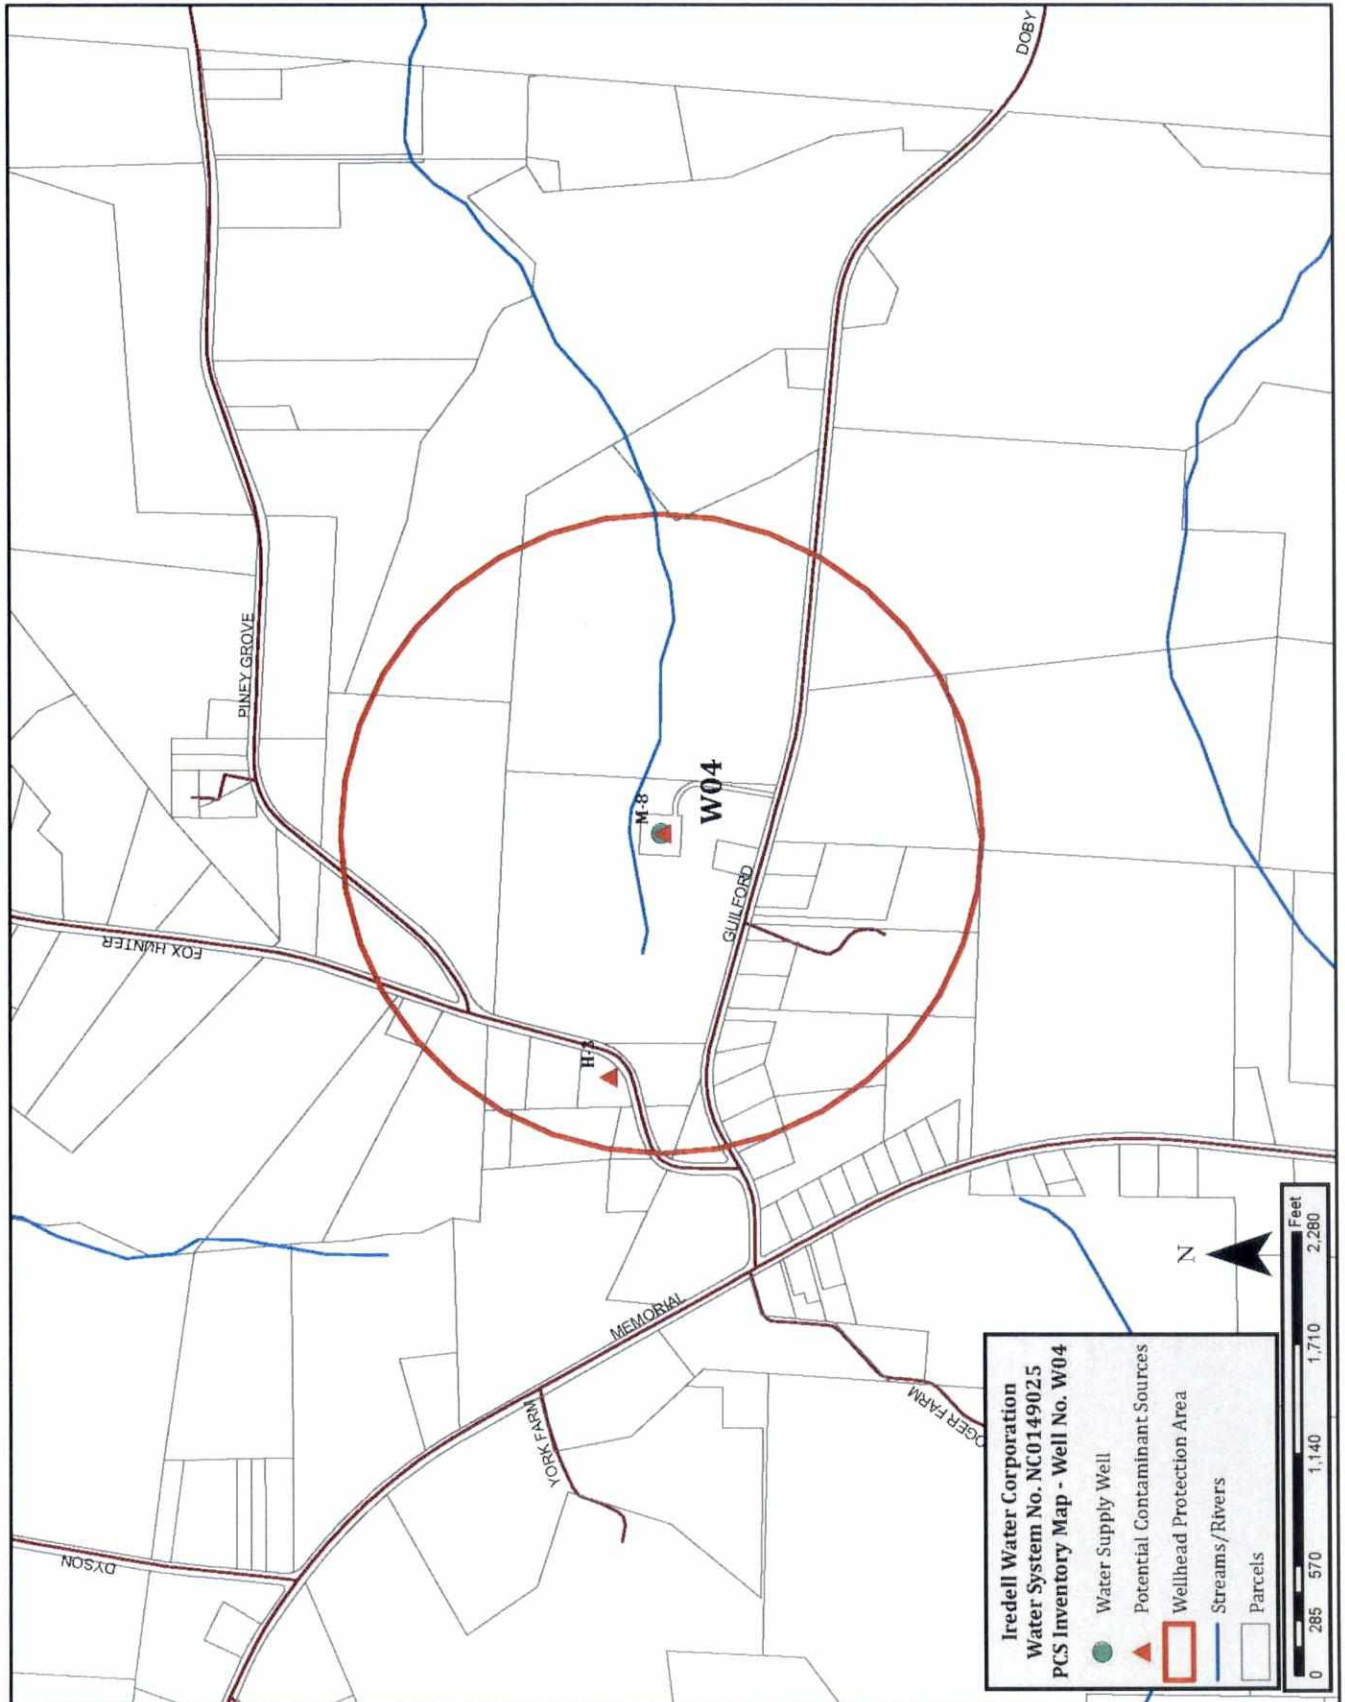 DOBY
PINEY GROVE
FOX HUNTER
M-8
W04
GUILFORD
H-3
MEMORIAL
YORK FARM
OGER FARM
DYSON
N
Iredell Water Corporation
Water System No. NC0149025
PCS Inventory Map - Well No. W04
Water Supply Well
Potential Contaminant Sources
Wellhead Protection Area
Streams/Rivers
Parcels
0 285 570 1,140 1,710 2,280
Feet